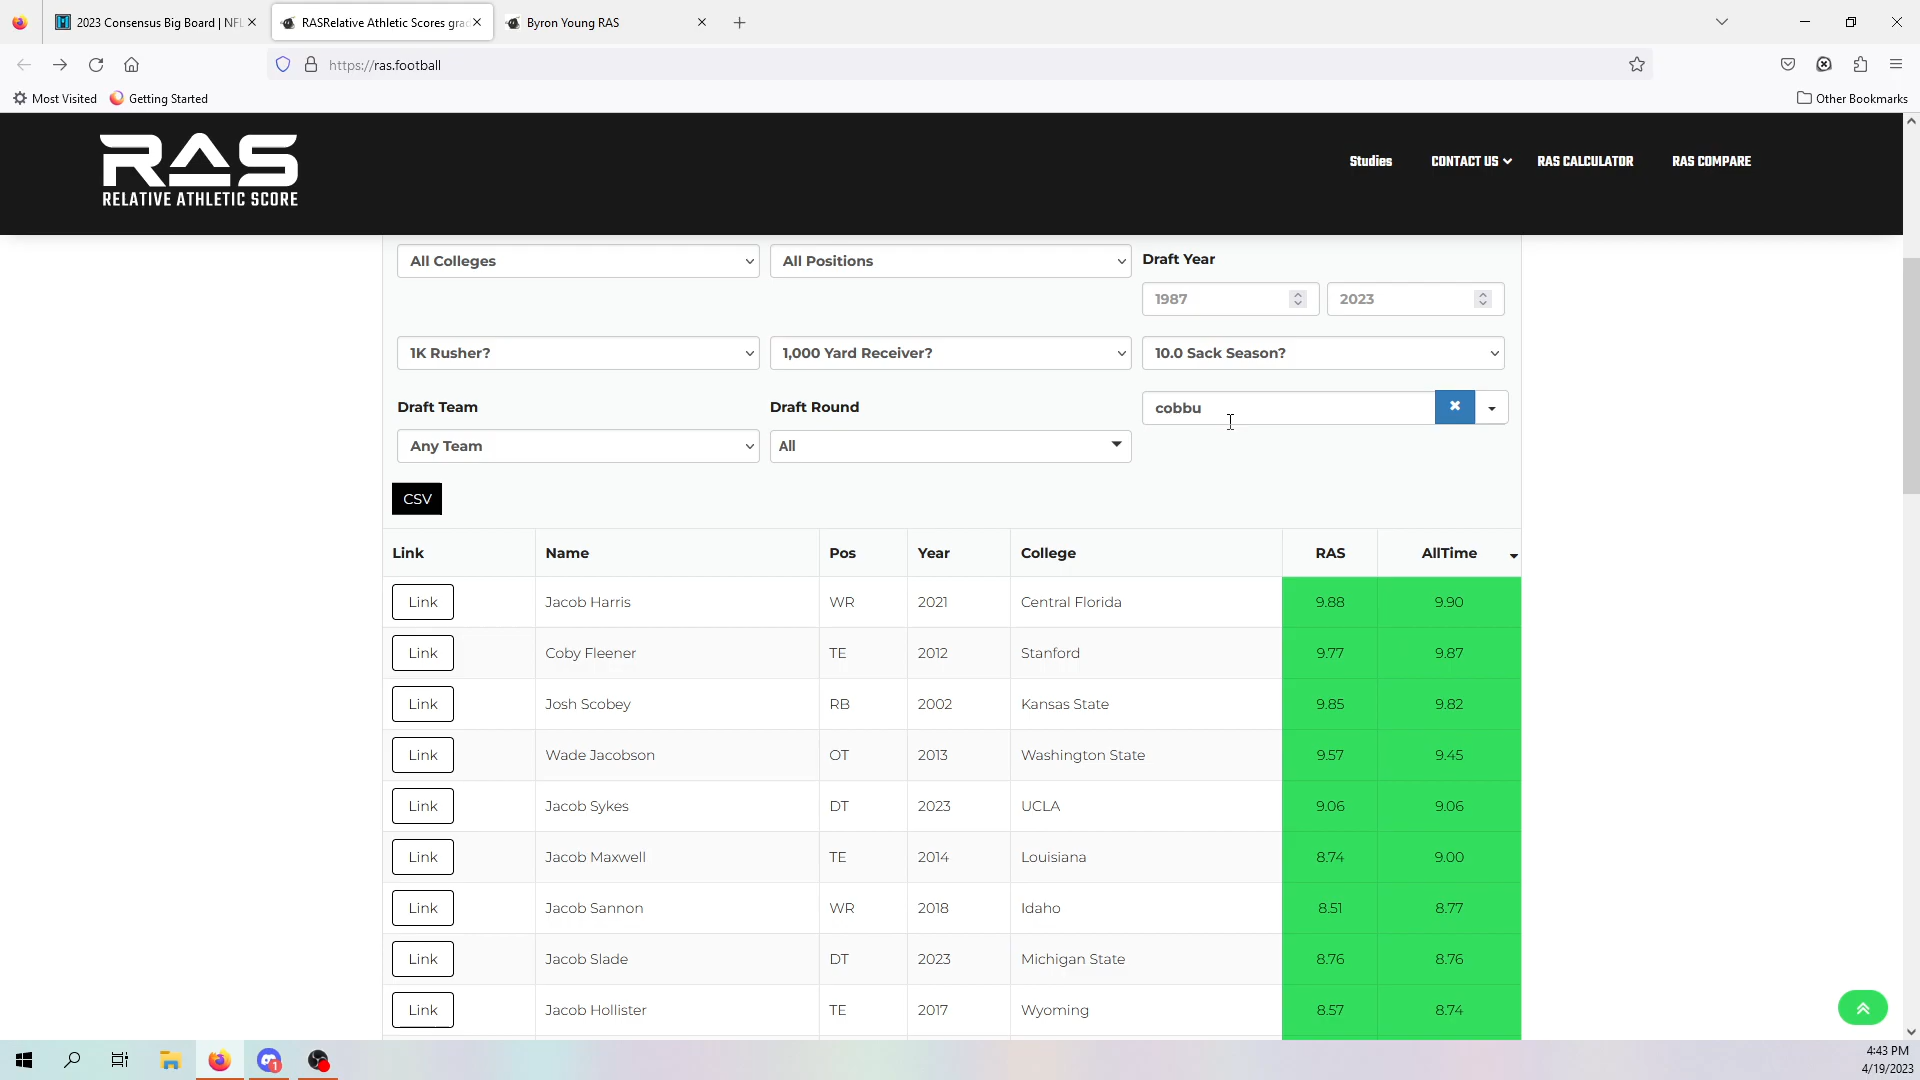 2023 Consensus Big Board | NFL
RASRelative Athletic Scores grad
Byron Young RAS
https://ras.football
Most Visited
Getting Started
Other Bookmarks
RAS
RELATIVE ATHLETIC SCORE
Studies
CONTACT US
RAS CALCULATOR
RAS COMPARE
All Colleges
All Positions
Draft Year
1987
2023
1K Rusher?
1,000 Yard Receiver?
10.0 Sack Season?
Draft Team
Draft Round
cobbu
Any Team
All
CSV
Link Name Pos Year College RAS AllTime
Link Jacob Harris WR 2021 Central Florida 9.88 9.90
Link Coby Fleener TE 2012 Stanford 9.77 9.87
Link Josh Scobey RB 2002 Kansas State 9.85 9.82
Link Wade Jacobson OT 2013 Washington State 9.57 9.45
Link Jacob Sykes DT 2023 UCLA 9.06 9.06
Link Jacob Maxwell TE 2014 Louisiana 8.74 9.00
Link Jacob Sannon WR 2018 Idaho 8.51 8.77
Link Jacob Slade DT 2023 Michigan State 8.76 8.76
Link Jacob Hollister TE 2017 Wyoming 8.57 8.74
1
4:43 PM
4/19/2023